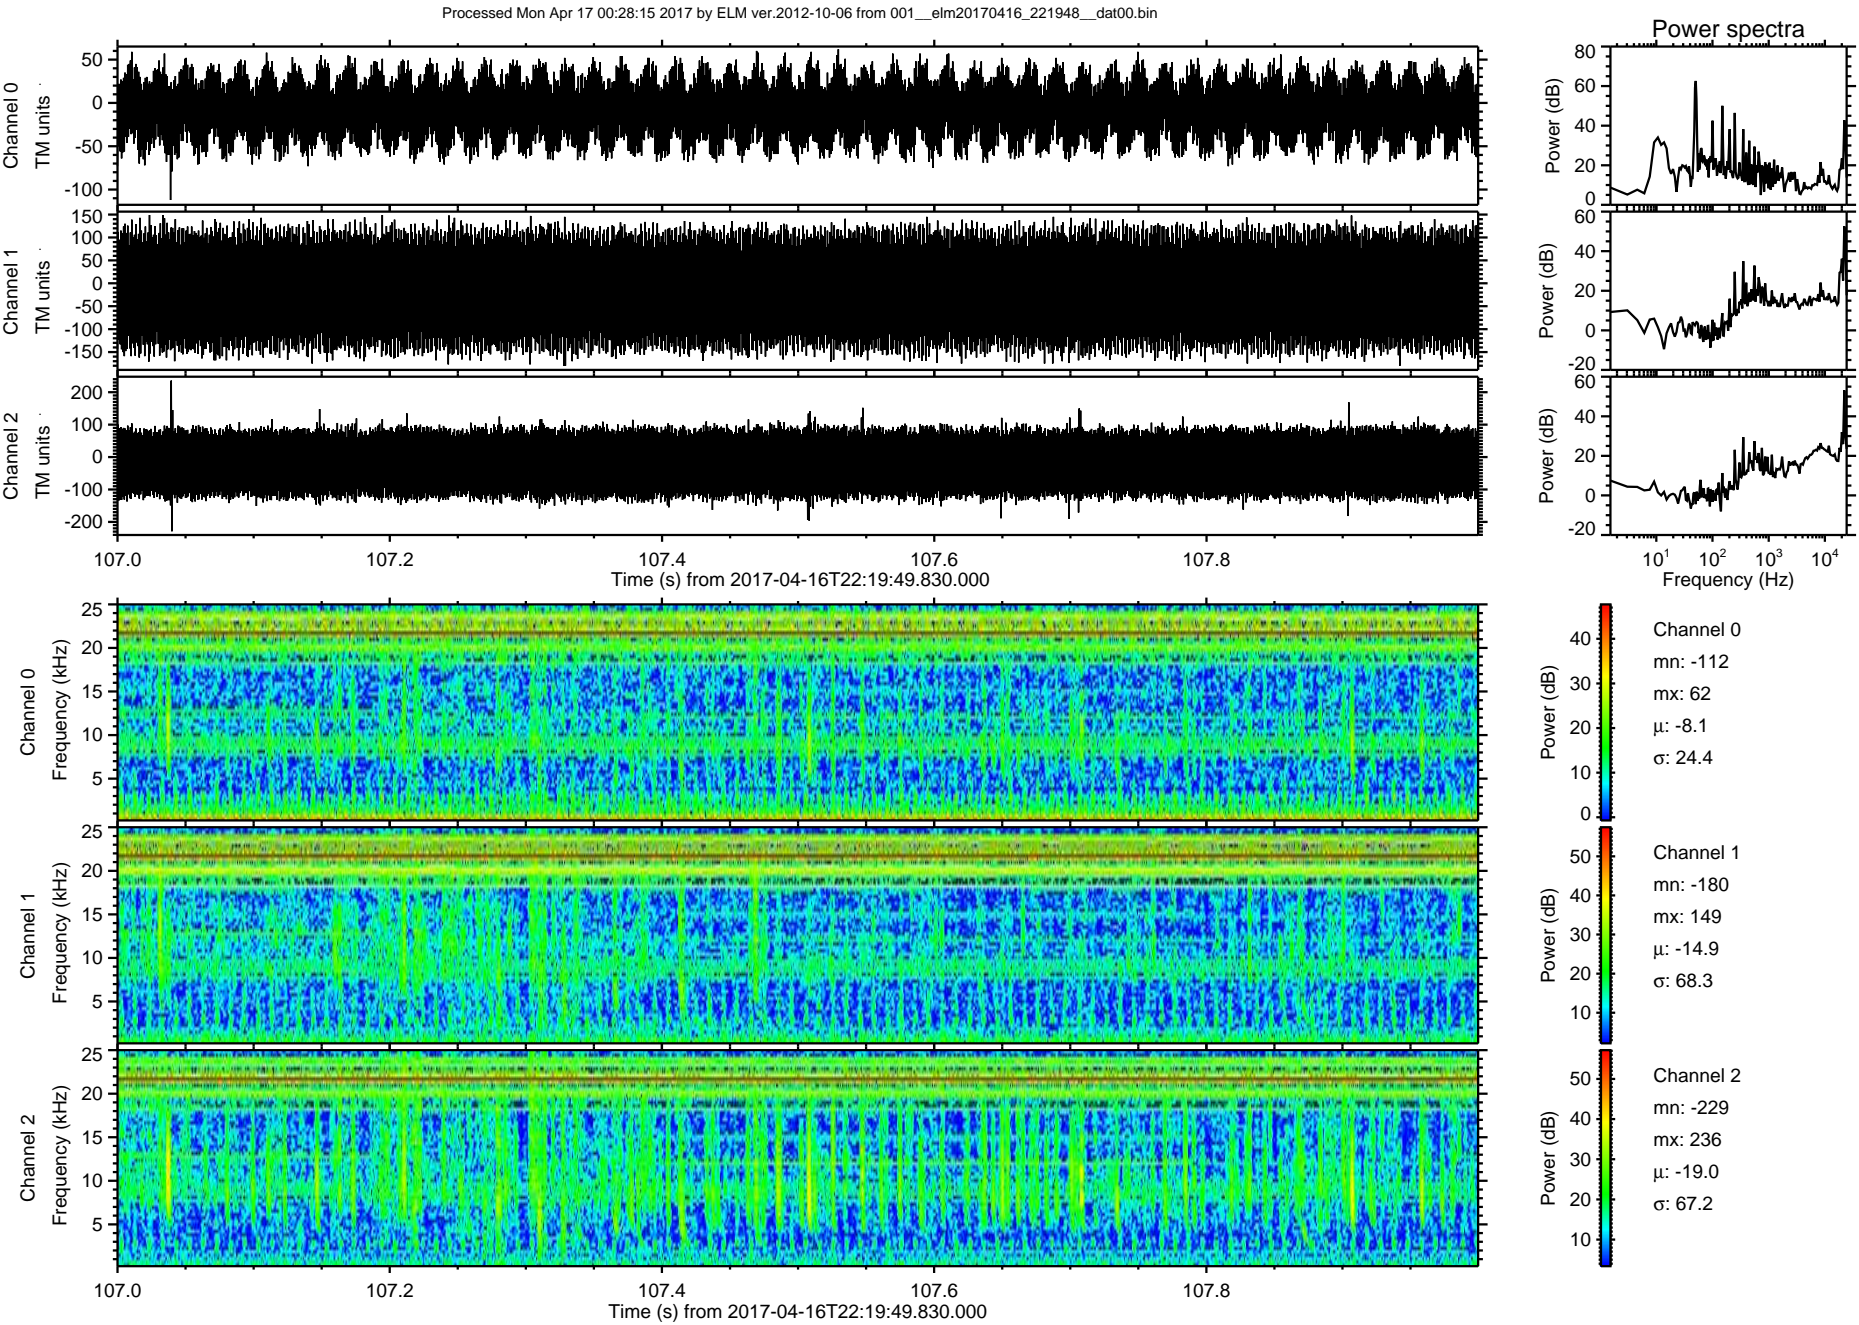 Processed Mon Apr 17 00:28:15 2017 by ELM ver.2012-10-06 from 001__elm20170416_221948__dat00.bin
Power spectra
Channel 0
TM units
50
0
-50
-100
Power (dB)
80
60
40
20
0
Channel 1
TM units
150
100
50
0
-50
-100
-150
Power (dB)
60
40
20
0
-20
Channel 2
TM units
200
100
0
-100
-200
Power (dB)
60
40
20
0
-20
107.0 107.2 107.4 107.6 107.8
Time (s) from 2017-04-16T22:19:49.830.000
10^1 10^2 10^3 10^4
Frequency (Hz)
Channel 0
Frequency (kHz)
25
20
15
10
5
Power (dB)
40
30
20
10
0
Channel 0
mn: -112
mx: 62
μ: -8.1
σ: 24.4
Channel 1
Frequency (kHz)
25
20
15
10
5
Power (dB)
50
40
30
20
10
Channel 1
mn: -180
mx: 149
μ: -14.9
σ: 68.3
Channel 2
Frequency (kHz)
25
20
15
10
5
Power (dB)
50
40
30
20
10
Channel 2
mn: -229
mx: 236
μ: -19.0
σ: 67.2
107.0 107.2 107.4 107.6 107.8
Time (s) from 2017-04-16T22:19:49.830.000